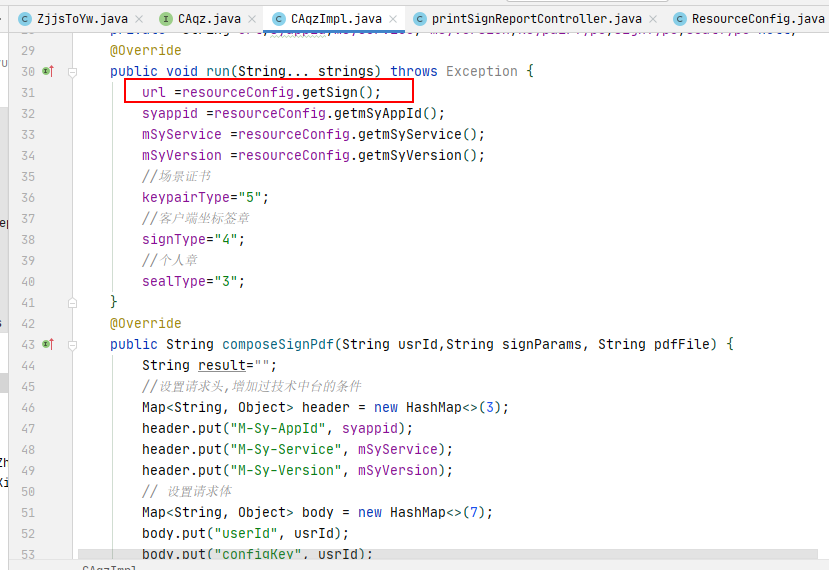 ZjjsToYw.java
CAqz.java
CAqzImpl.java
printSignReportController.java
ResourceConfig.java
29 @Override
30 public void run(String... strings) throws Exception {
31 url =resourceConfig.getSign();
32 syappid =resourceConfig.getmSyAppId();
33 mSyService =resourceConfig.getmSyService();
34 mSyVersion =resourceConfig.getmSyVersion();
35 //场景证书
36 keypairType="5";
37 //客户端坐标签章
38 signType="4";
39 //个人章
40 sealType="3";
41 }
42 @Override
43 public String composeSignPdf(String usrId,String signParams, String pdfFile) {
44 String result="";
45 //设置请求头,增加过技术中台的条件
46 Map<String, Object> header = new HashMap<>(3);
47 header.put("M-Sy-AppId", syappid);
48 header.put("M-Sy-Service", mSyService);
49 header.put("M-Sy-Version", mSyVersion);
50 // 设置请求体
51 Map<String, Object> body = new HashMap<>(7);
52 body.put("userId", usrId);
53 body.put("configKey", usrId);
CAqzImpl